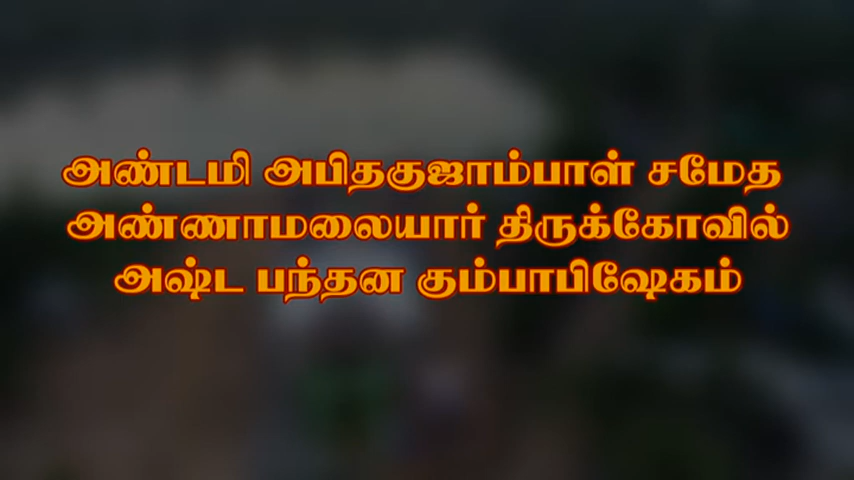 அண்டமி அபிதகுஜாம்பாள் சமேத
அண்ணாமலையார் திருக்கோவில்
அஷ்ட பந்தன கும்பாபிஷேகம்